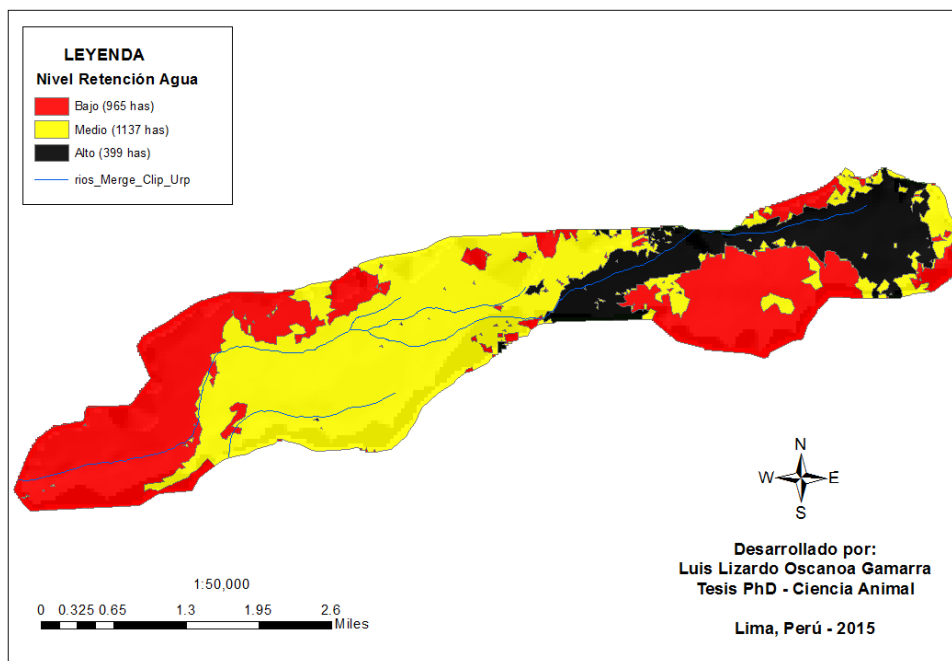 LEYENDA
Nivel Retención Agua
Bajo (965 has)
Medio (1137 has)
Alto (399 has)
rios_Merge_Clip_Urp
N
W E
S
Desarrollado por:
Luis Lizardo Oscanoa Gamarra
Tesis PhD - Ciencia Animal
Lima, Perú - 2015
1:50,000
0 0.325 0.65 1.3 1.95 2.6
Miles